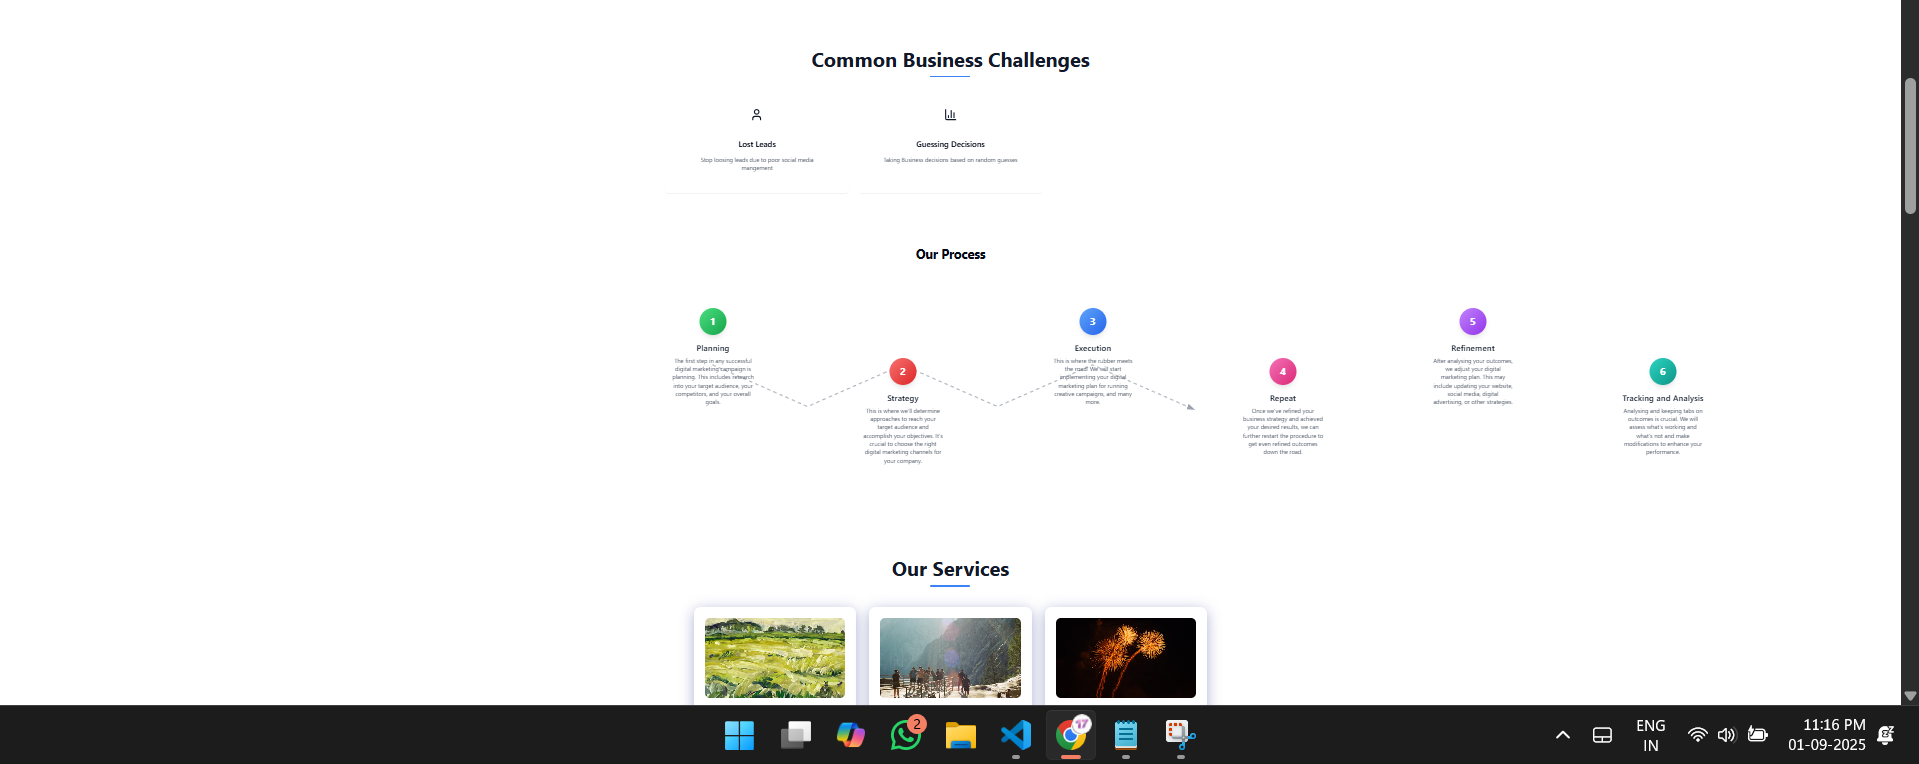 Common Business Challenges
Lost Leads
Stop loosing leads due to poor social media
mangement
Guessing Decisions
Taking Business decisions based on random guesses
Our Process
1
Planning
The first step in any successful
digital marketing campaign is
planning. This includes research
into your target audience, your
competitors, and your overall
goals.
2
Strategy
This is where we'll determine
approaches to reach your
target audience and
accomplish your objectives. It's
crucial to choose the right
digital marketing channels for
your company.
3
Execution
This is where the rubber meets
the road! We will start
implementing your digital
marketing plan for running
creative campaigns, and many
more.
4
Repeat
Once we've refined your
business strategy and achieved
your desired results, we can
further restart the procedure to
get even refined outcomes
down the road.
5
Refinement
After analysing your outcomes,
we adjust your digital
marketing plan. This may
include updating your website,
social media, digital
advertising, or other strategies.
6
Tracking and Analysis
Analysing and keeping tabs on
outcomes is crucial. We will
assess what's working and
what's not and make
modifications to enhance your
performance.
Our Services
2
17
ENG
IN
11:16 PM
01-09-2025